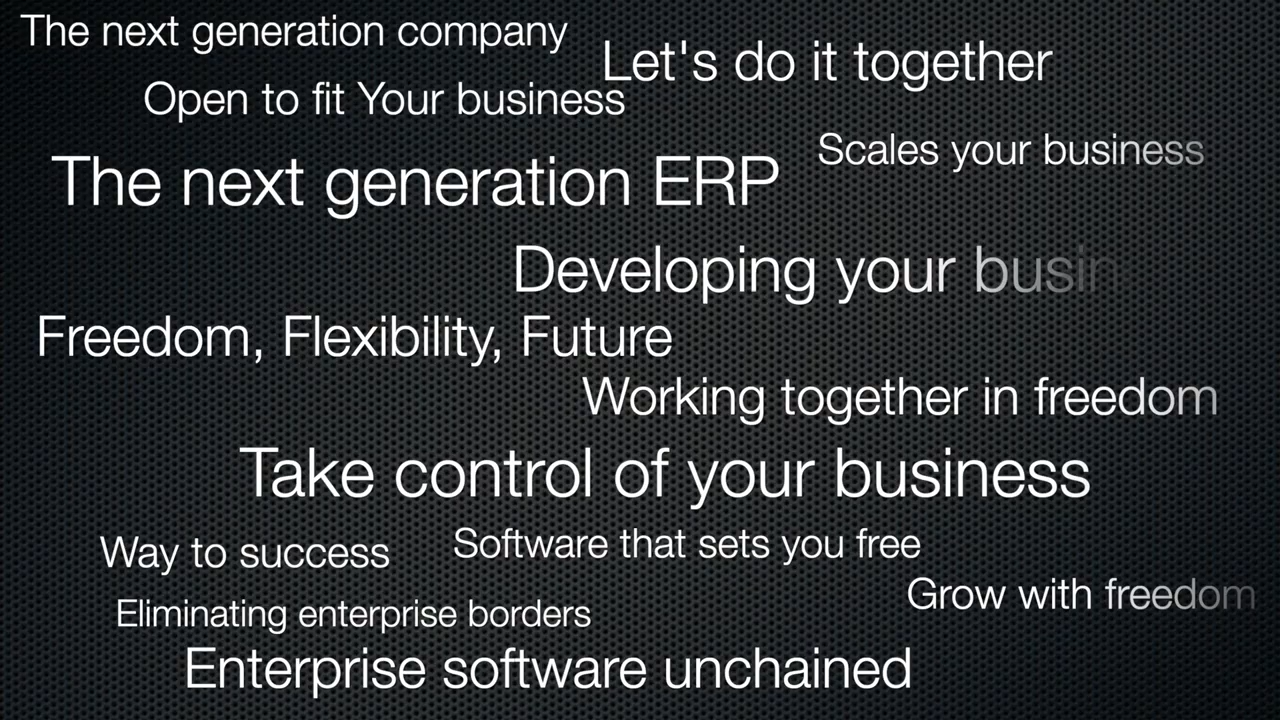 The next generation company
Let's do it together
Open to fit Your business
Scales your business
The next generation ERP
Developing your busin
Freedom, Flexibility, Future
Working together in freedom
Take control of your business
Way to success
Software that sets you free
Grow with freedom
Eliminating enterprise borders
Enterprise software unchained